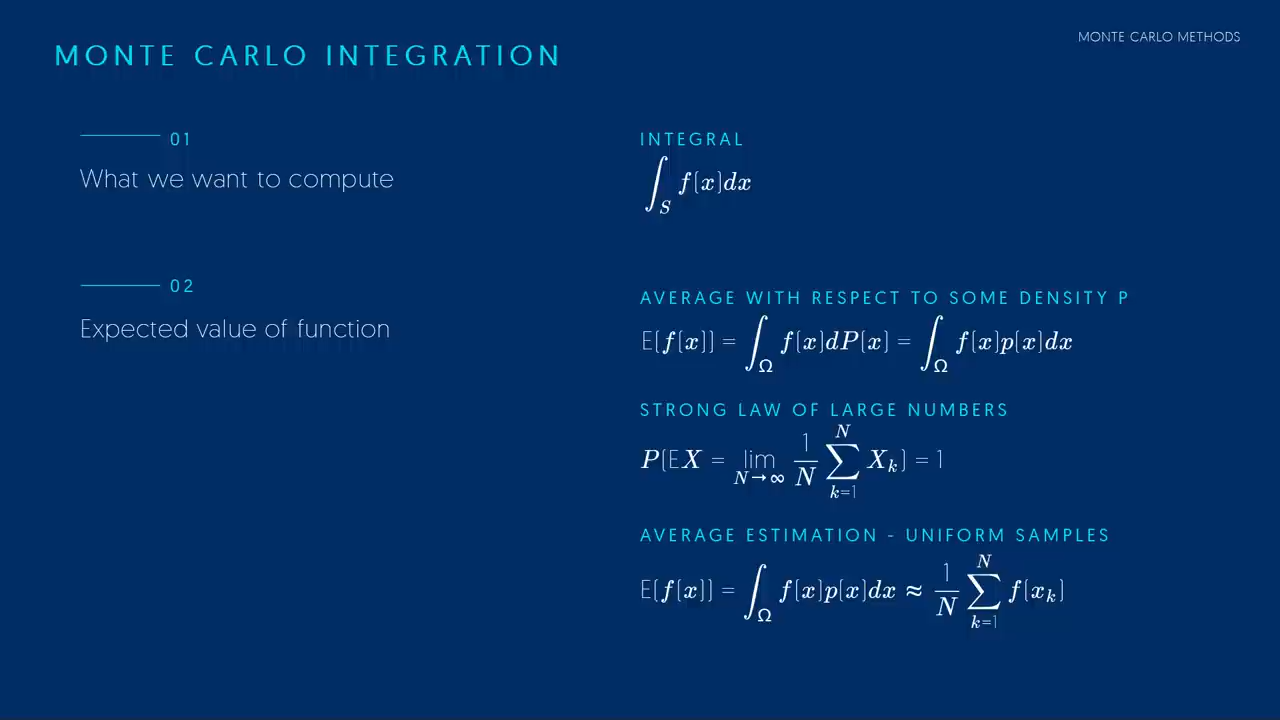 MONTE CARLO INTEGRATION
MONTE CARLO METHODS
01
What we want to compute
INTEGRAL
∫_S f(x)dx
02
Expected value of function
AVERAGE WITH RESPECT TO SOME DENSITY P
E(f(x)) = ∫_Ω f(x)dP(x) = ∫_Ω f(x)p(x)dx
STRONG LAW OF LARGE NUMBERS
P(EX = lim_{N→∞} 1/N ∑_{k=1}^{N} X_k) = 1
AVERAGE ESTIMATION - UNIFORM SAMPLES
E(f(x)) = ∫_Ω f(x)p(x)dx ≈ 1/N ∑_{k=1}^{N} f(x_k)